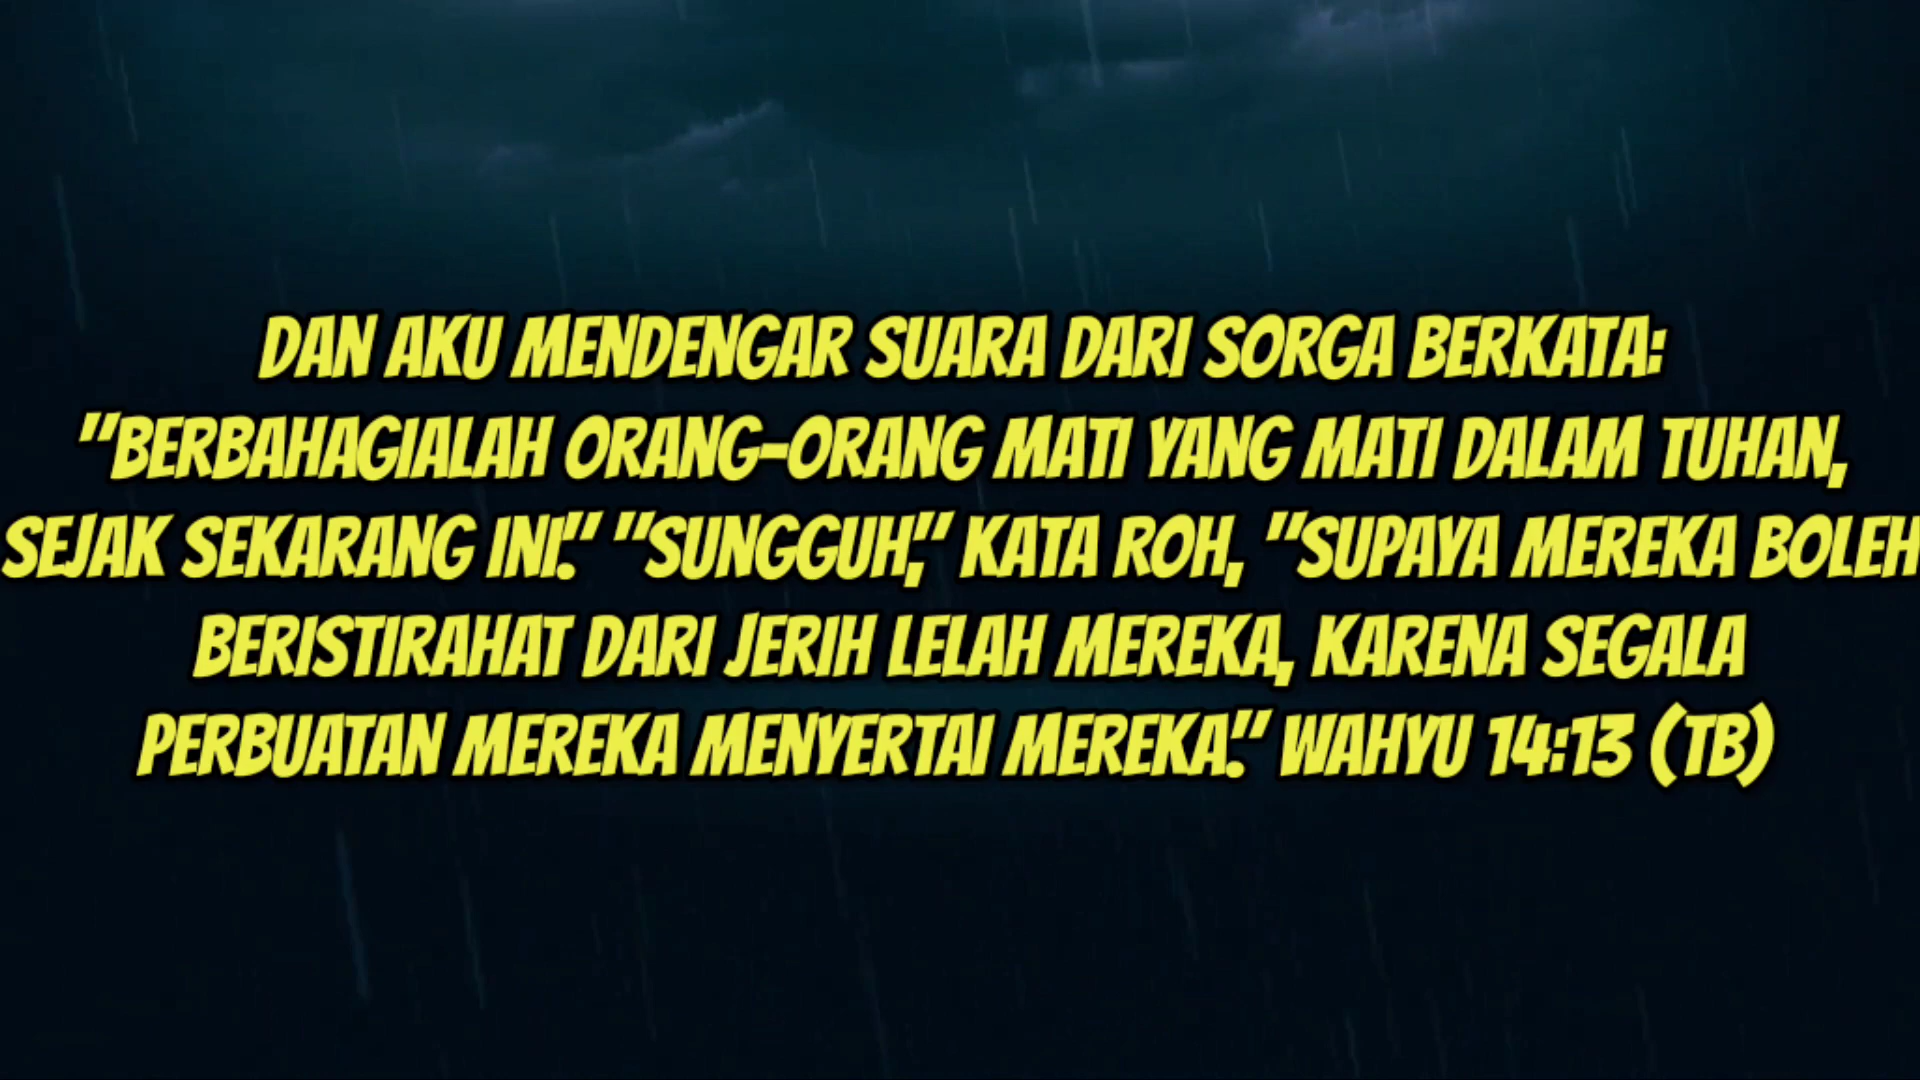 DAN AKU MENDENGAR SUARA DARI SORGA BERKATA:
"BERBAHAGIALAH ORANG-ORANG MATI YANG MATI DALAM TUHAN,
SEJAK SEKARANG INI." "SUNGGUH," KATA ROH, "SUPAYA MEREKA BOLEH
BERISTIRAHAT DARI JERIH LELAH MEREKA, KARENA SEGALA
PERBUATAN MEREKA MENYERTAI MEREKA." WAHYU 14:13 (TB)